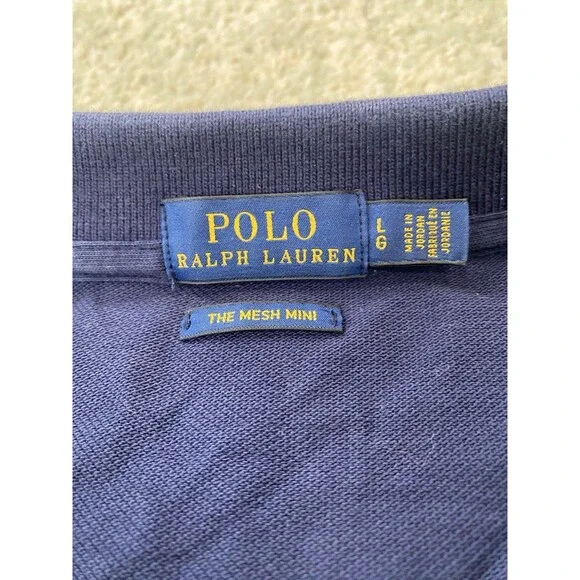 POLO
RALPH LAUREN
L
G
MADE IN
JORDAN
FABRIQUÉ EN
JORDANIE
THE MESH MINI